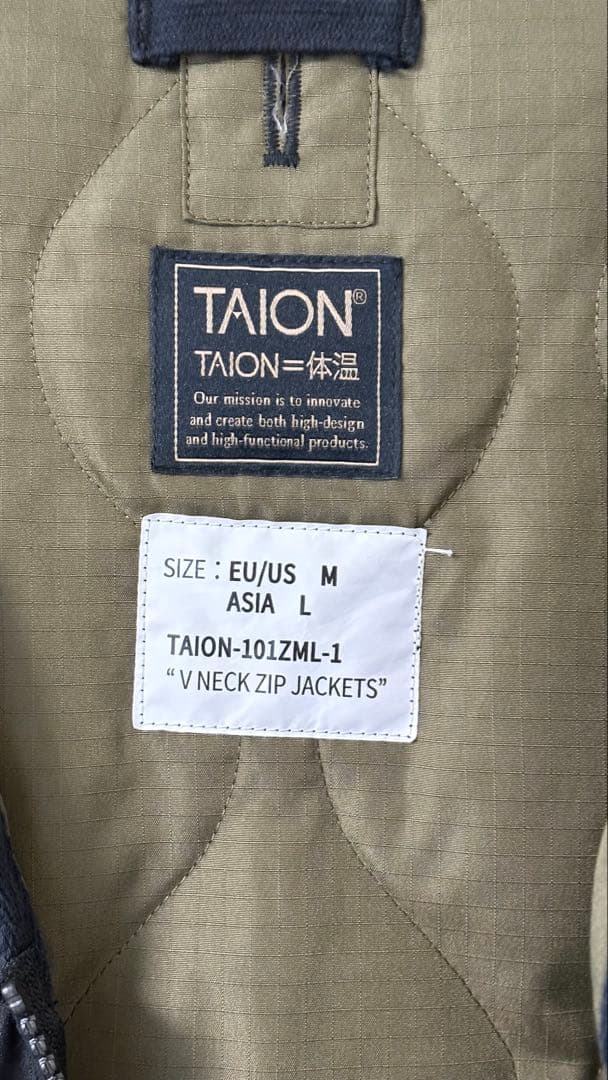 TAION®
TAION=体温
Our mission is to innovate
and create both high-design
and high-functional products.
SIZE : EU/US M
ASIA L
TAION-101ZML-1
“V NECK ZIP JACKETS”